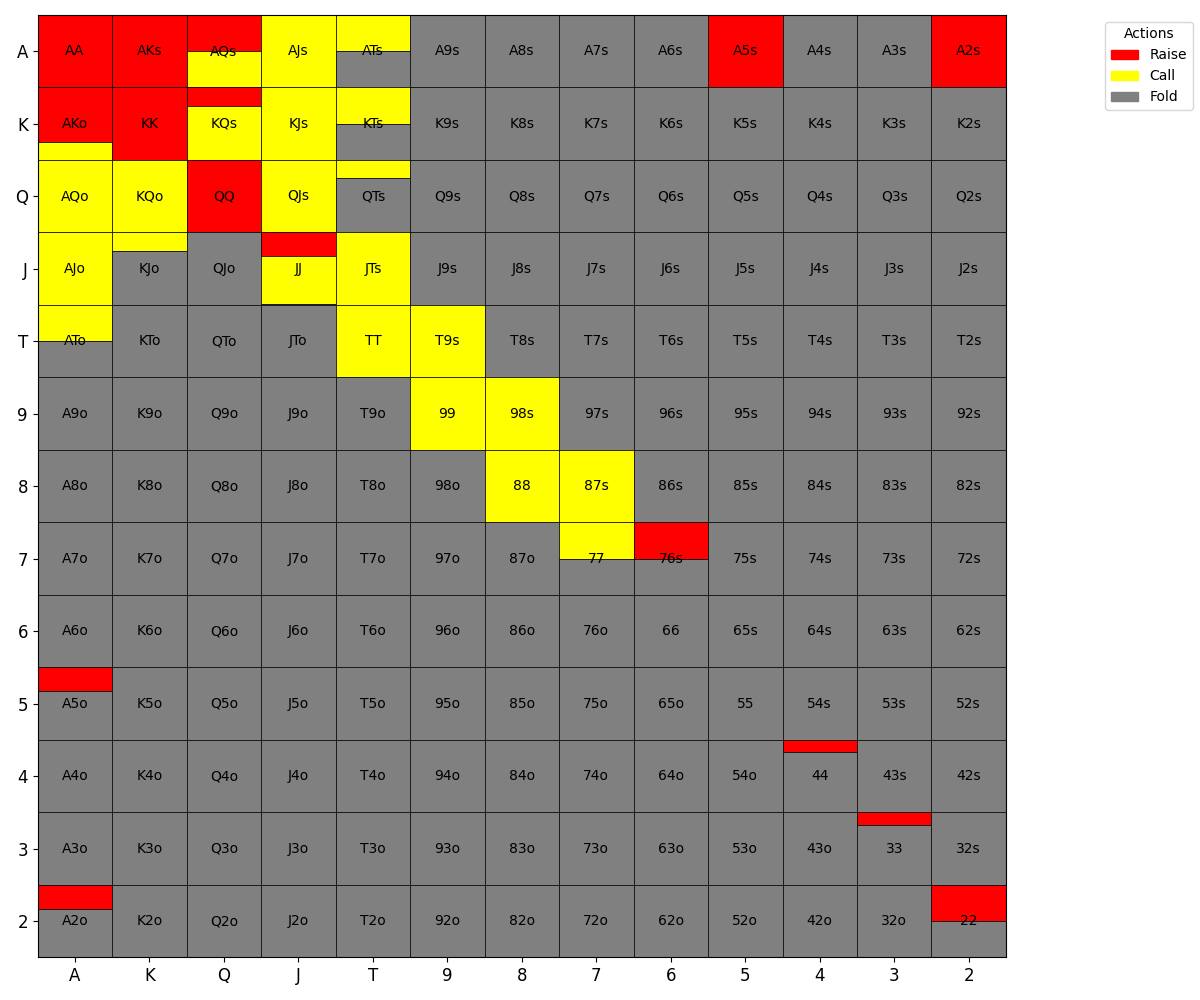 Actions
Raise
Call
Fold
A AA AKs AQs AJs ATs A9s A8s A7s A6s A5s A4s A3s A2s
K AKo KK KQs KJs KTs K9s K8s K7s K6s K5s K4s K3s K2s
Q AQo KQo QQ QJs QTs Q9s Q8s Q7s Q6s Q5s Q4s Q3s Q2s
J AJo KJo QJo JJ JTs J9s J8s J7s J6s J5s J4s J3s J2s
T ATo KTo QTo JTo TT T9s T8s T7s T6s T5s T4s T3s T2s
9 A9o K9o Q9o J9o T9o 99 98s 97s 96s 95s 94s 93s 92s
8 A8o K8o Q8o J8o T8o 98o 88 87s 86s 85s 84s 83s 82s
7 A7o K7o Q7o J7o T7o 97o 87o 77 76s 75s 74s 73s 72s
6 A6o K6o Q6o J6o T6o 96o 86o 76o 66 65s 64s 63s 62s
5 A5o K5o Q5o J5o T5o 95o 85o 75o 65o 55 54s 53s 52s
4 A4o K4o Q4o J4o T4o 94o 84o 74o 64o 54o 44 43s 42s
3 A3o K3o Q3o J3o T3o 93o 83o 73o 63o 53o 43o 33 32s
2 A2o K2o Q2o J2o T2o 92o 82o 72o 62o 52o 42o 32o 22
A K Q J T 9 8 7 6 5 4 3 2